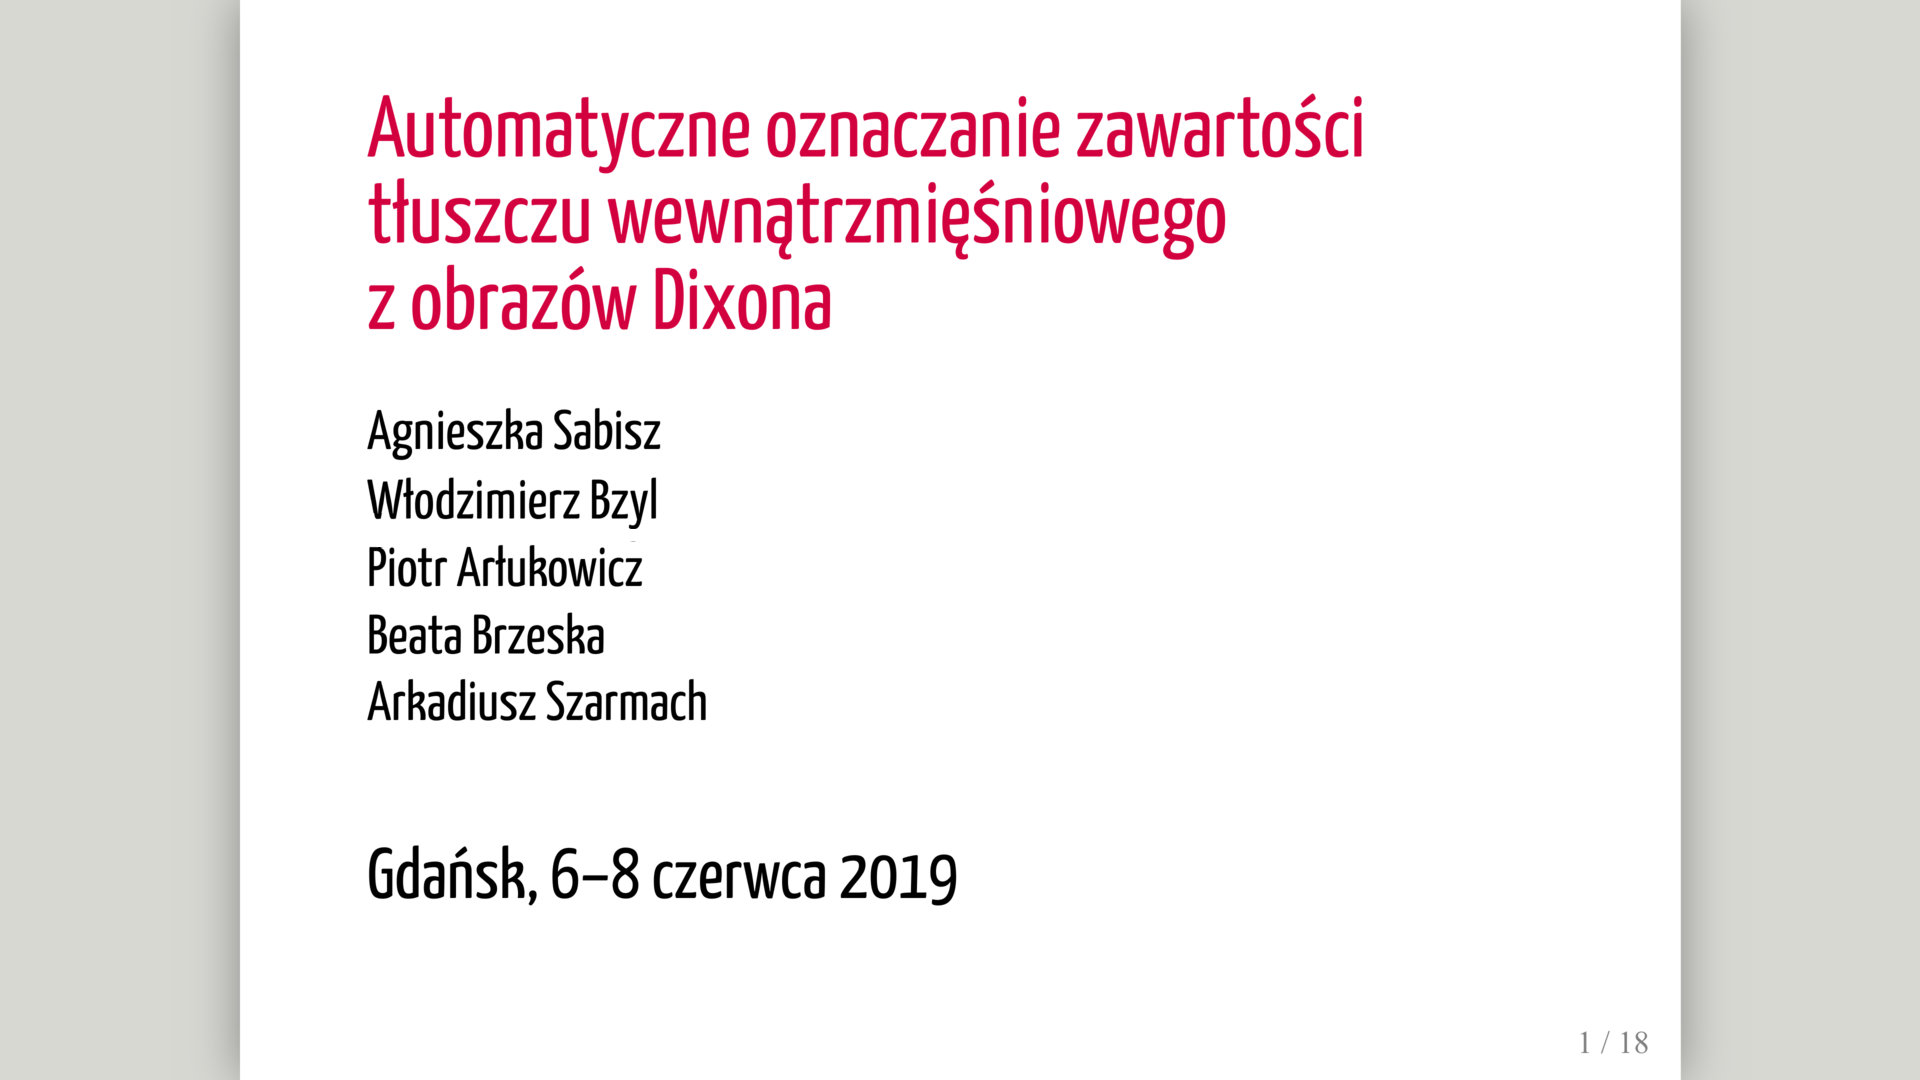 Automatyczne oznaczanie zawartości
tłuszczu wewnątrzmięśniowego
z obrazów Dixona
Agnieszka Sabisz
Włodzimierz Bzyl
Piotr Arłukowicz
Beata Brzeska
Arkadiusz Szarmach
Gdańsk, 6–8 czerwca 2019
1 / 18